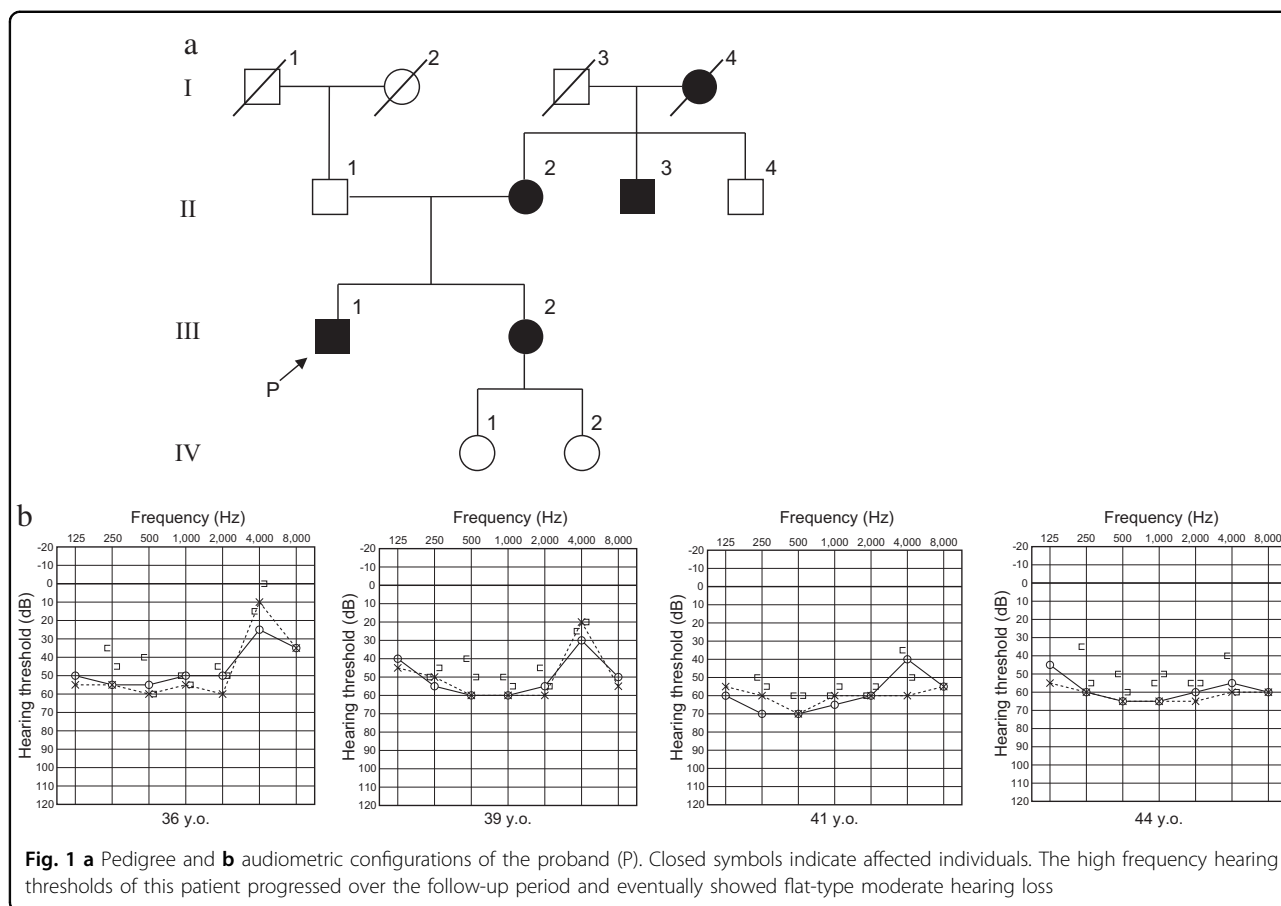 a
1 2 3 4
I
1 2 3 4
II
1 2
III
P
1 2
IV
b
Frequency (Hz) Frequency (Hz) Frequency (Hz) Frequency (Hz)
125 250 500 1,000 2,000 4,000 8,000 125 250 500 1,000 2,000 4,000 8,000 125 250 500 1,000 2,000 4,000 8,000 125 250 500 1,000 2,000 4,000 8,000
Hearing threshold (dB) Hearing threshold (dB) Hearing threshold (dB) Hearing threshold (dB)
-20 -20 -20 -20
-10 -10 -10 -10
0 0 0 0
10 10 10 10
20 20 20 20
30 30 30 30
40 40 40 40
50 50 50 50
60 60 60 60
70 70 70 70
80 80 80 80
90 90 90 90
100 100 100 100
110 110 110 110
120 120 120 120
36 y.o. 39 y.o. 41 y.o. 44 y.o.
Fig. 1 a Pedigree and b audiometric configurations of the proband (P). Closed symbols indicate affected individuals. The high frequency hearing
thresholds of this patient progressed over the follow-up period and eventually showed flat-type moderate hearing loss